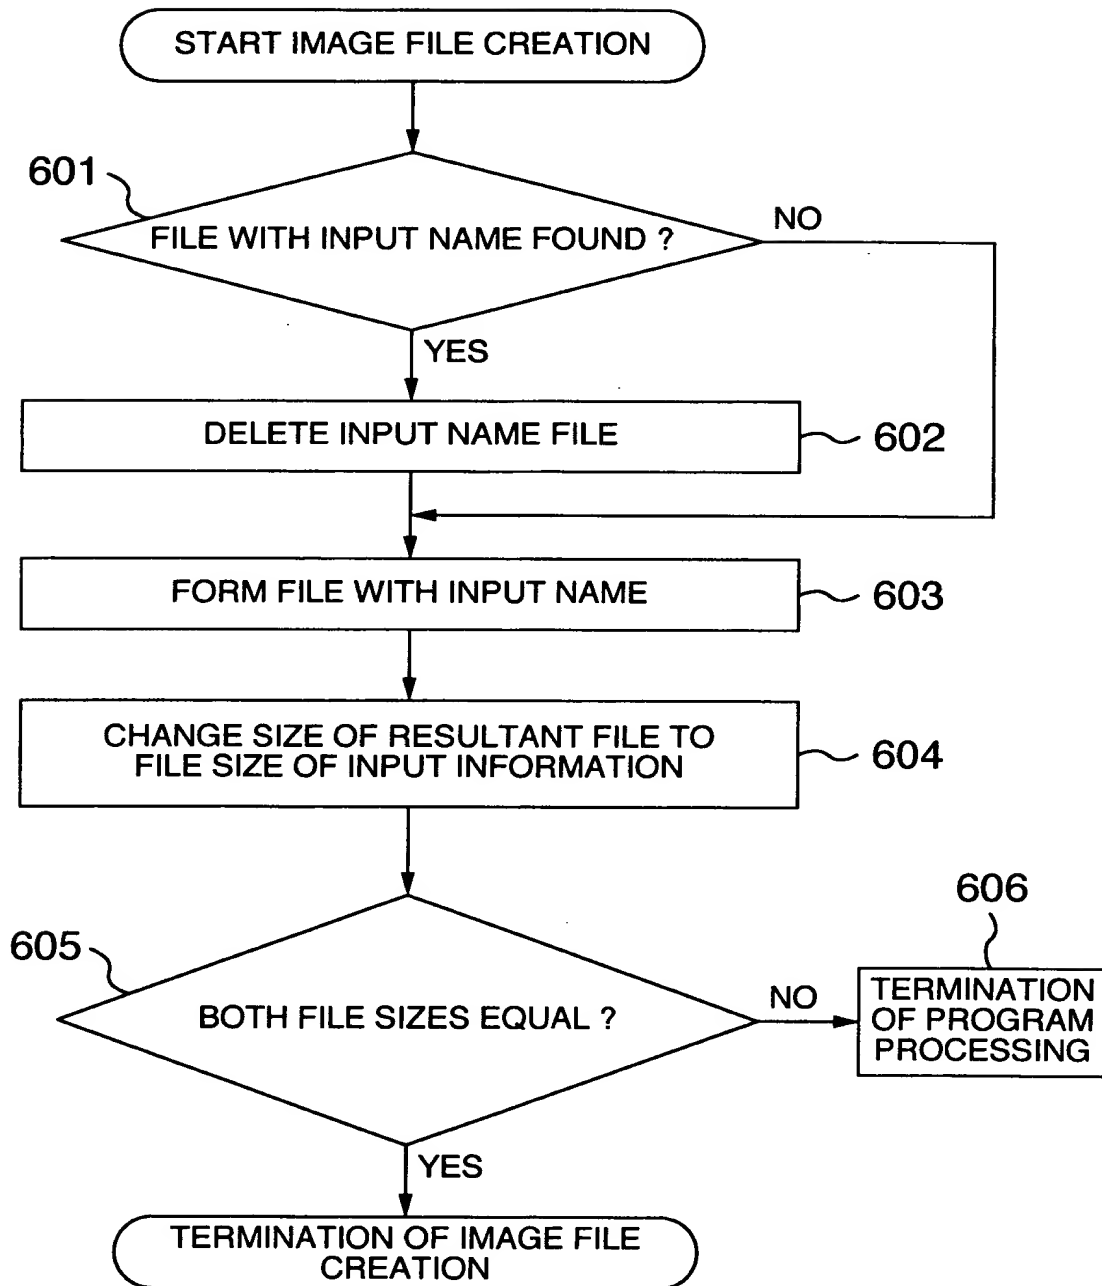 START IMAGE FILE CREATION
601
FILE WITH INPUT NAME FOUND ?
NO
YES
DELETE INPUT NAME FILE
602
FORM FILE WITH INPUT NAME
603
CHANGE SIZE OF RESULTANT FILE TO
FILE SIZE OF INPUT INFORMATION
604
605
BOTH FILE SIZES EQUAL ?
NO
606
TERMINATION
OF PROGRAM
PROCESSING
YES
TERMINATION OF IMAGE FILE
CREATION